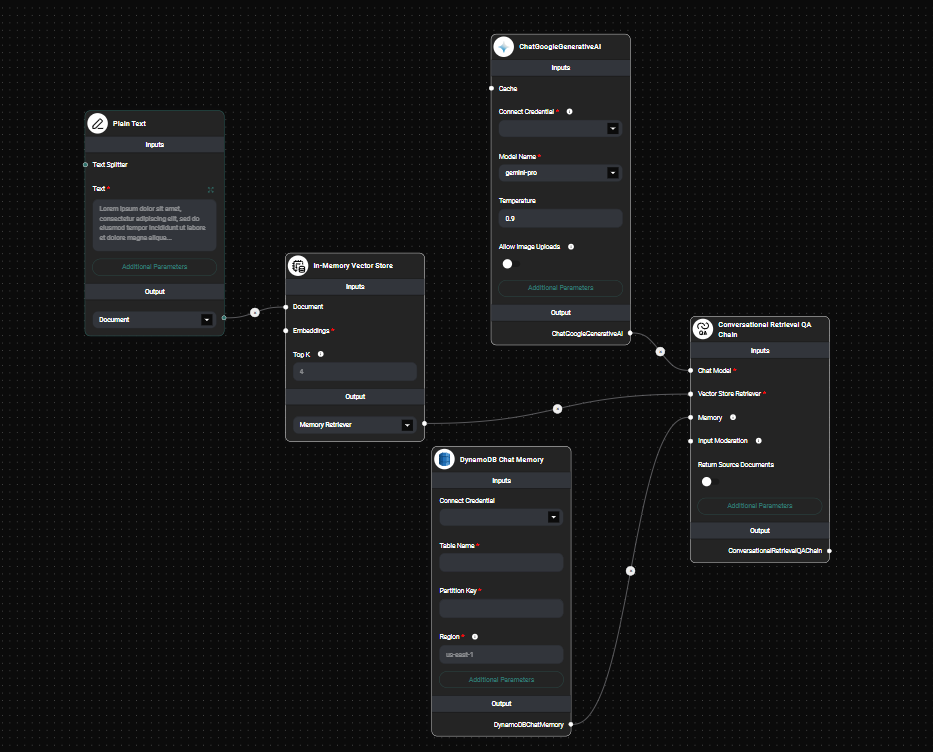 Plain Text
Inputs
Text Splitter
Text *
Lorem ipsum dolor sit amet,
consectetur adipiscing elit, sed do
eiusmod tempor incididunt ut labore
et dolore magna aliqua...
Additional Parameters
Output
Document
In-Memory Vector Store
Inputs
Document
Embeddings *
Top K
4
Output
Memory Retriever
ChatGoogleGenerativeAI
Inputs
Cache
Connect Credential *
Model Name *
gemini-pro
Temperature
0.9
Allow Image Uploads
Additional Parameters
Output
ChatGoogleGenerativeAI
DynamoDB Chat Memory
Inputs
Connect Credential
Table Name *
Partition Key *
Region *
us-east-1
Additional Parameters
Output
DynamoDBChatMemory
Conversational Retrieval QA
Chain
QA
Inputs
Chat Model *
Vector Store Retriever *
Memory
Input Moderation
Return Source Documents
Additional Parameters
Output
ConversationalRetrievalQAChain